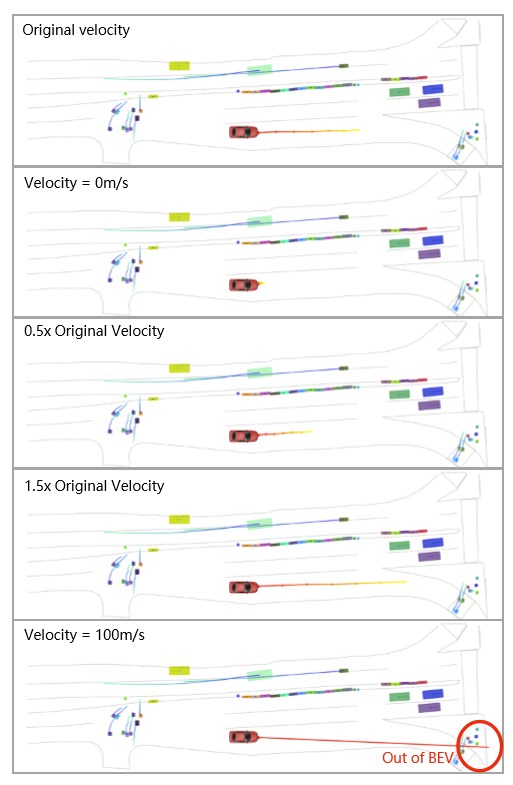 Original velocity
Velocity = 0m/s
0.5x Original Velocity
1.5x Original Velocity
Velocity = 100m/s
Out of BEV